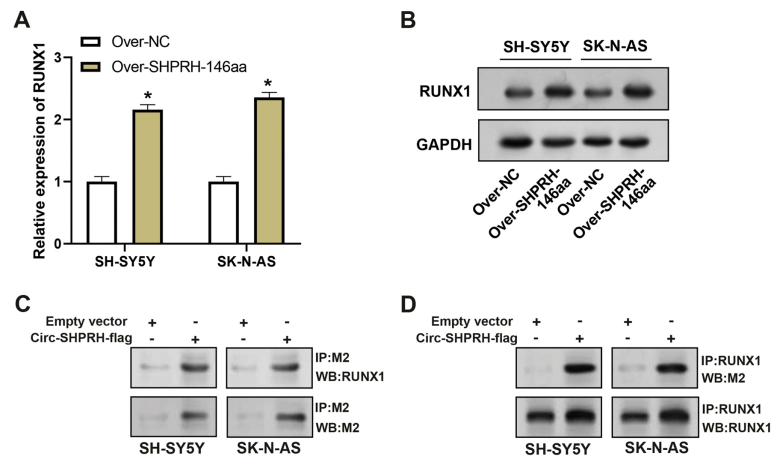 A
Over-NC
Over-SHPRH-146aa
Relative expression of RUNX1
3
2
1
0
*
*
SH-SY5Y SK-N-AS
B
SH-SY5Y SK-N-AS
RUNX1
GAPDH
Over-NC
Over-SHPRH-
146aa
Over-NC
Over-SHPRH-
146aa
C
Empty vector + - + -
Circ-SHPRH-flag - + - +
IP:M2
WB:RUNX1
IP:M2
WB:M2
SH-SY5Y SK-N-AS
D
Empty vector + - + -
Circ-SHPRH-flag - + - +
IP:RUNX1
WB:M2
IP:RUNX1
WB:RUNX1
SH-SY5Y SK-N-AS